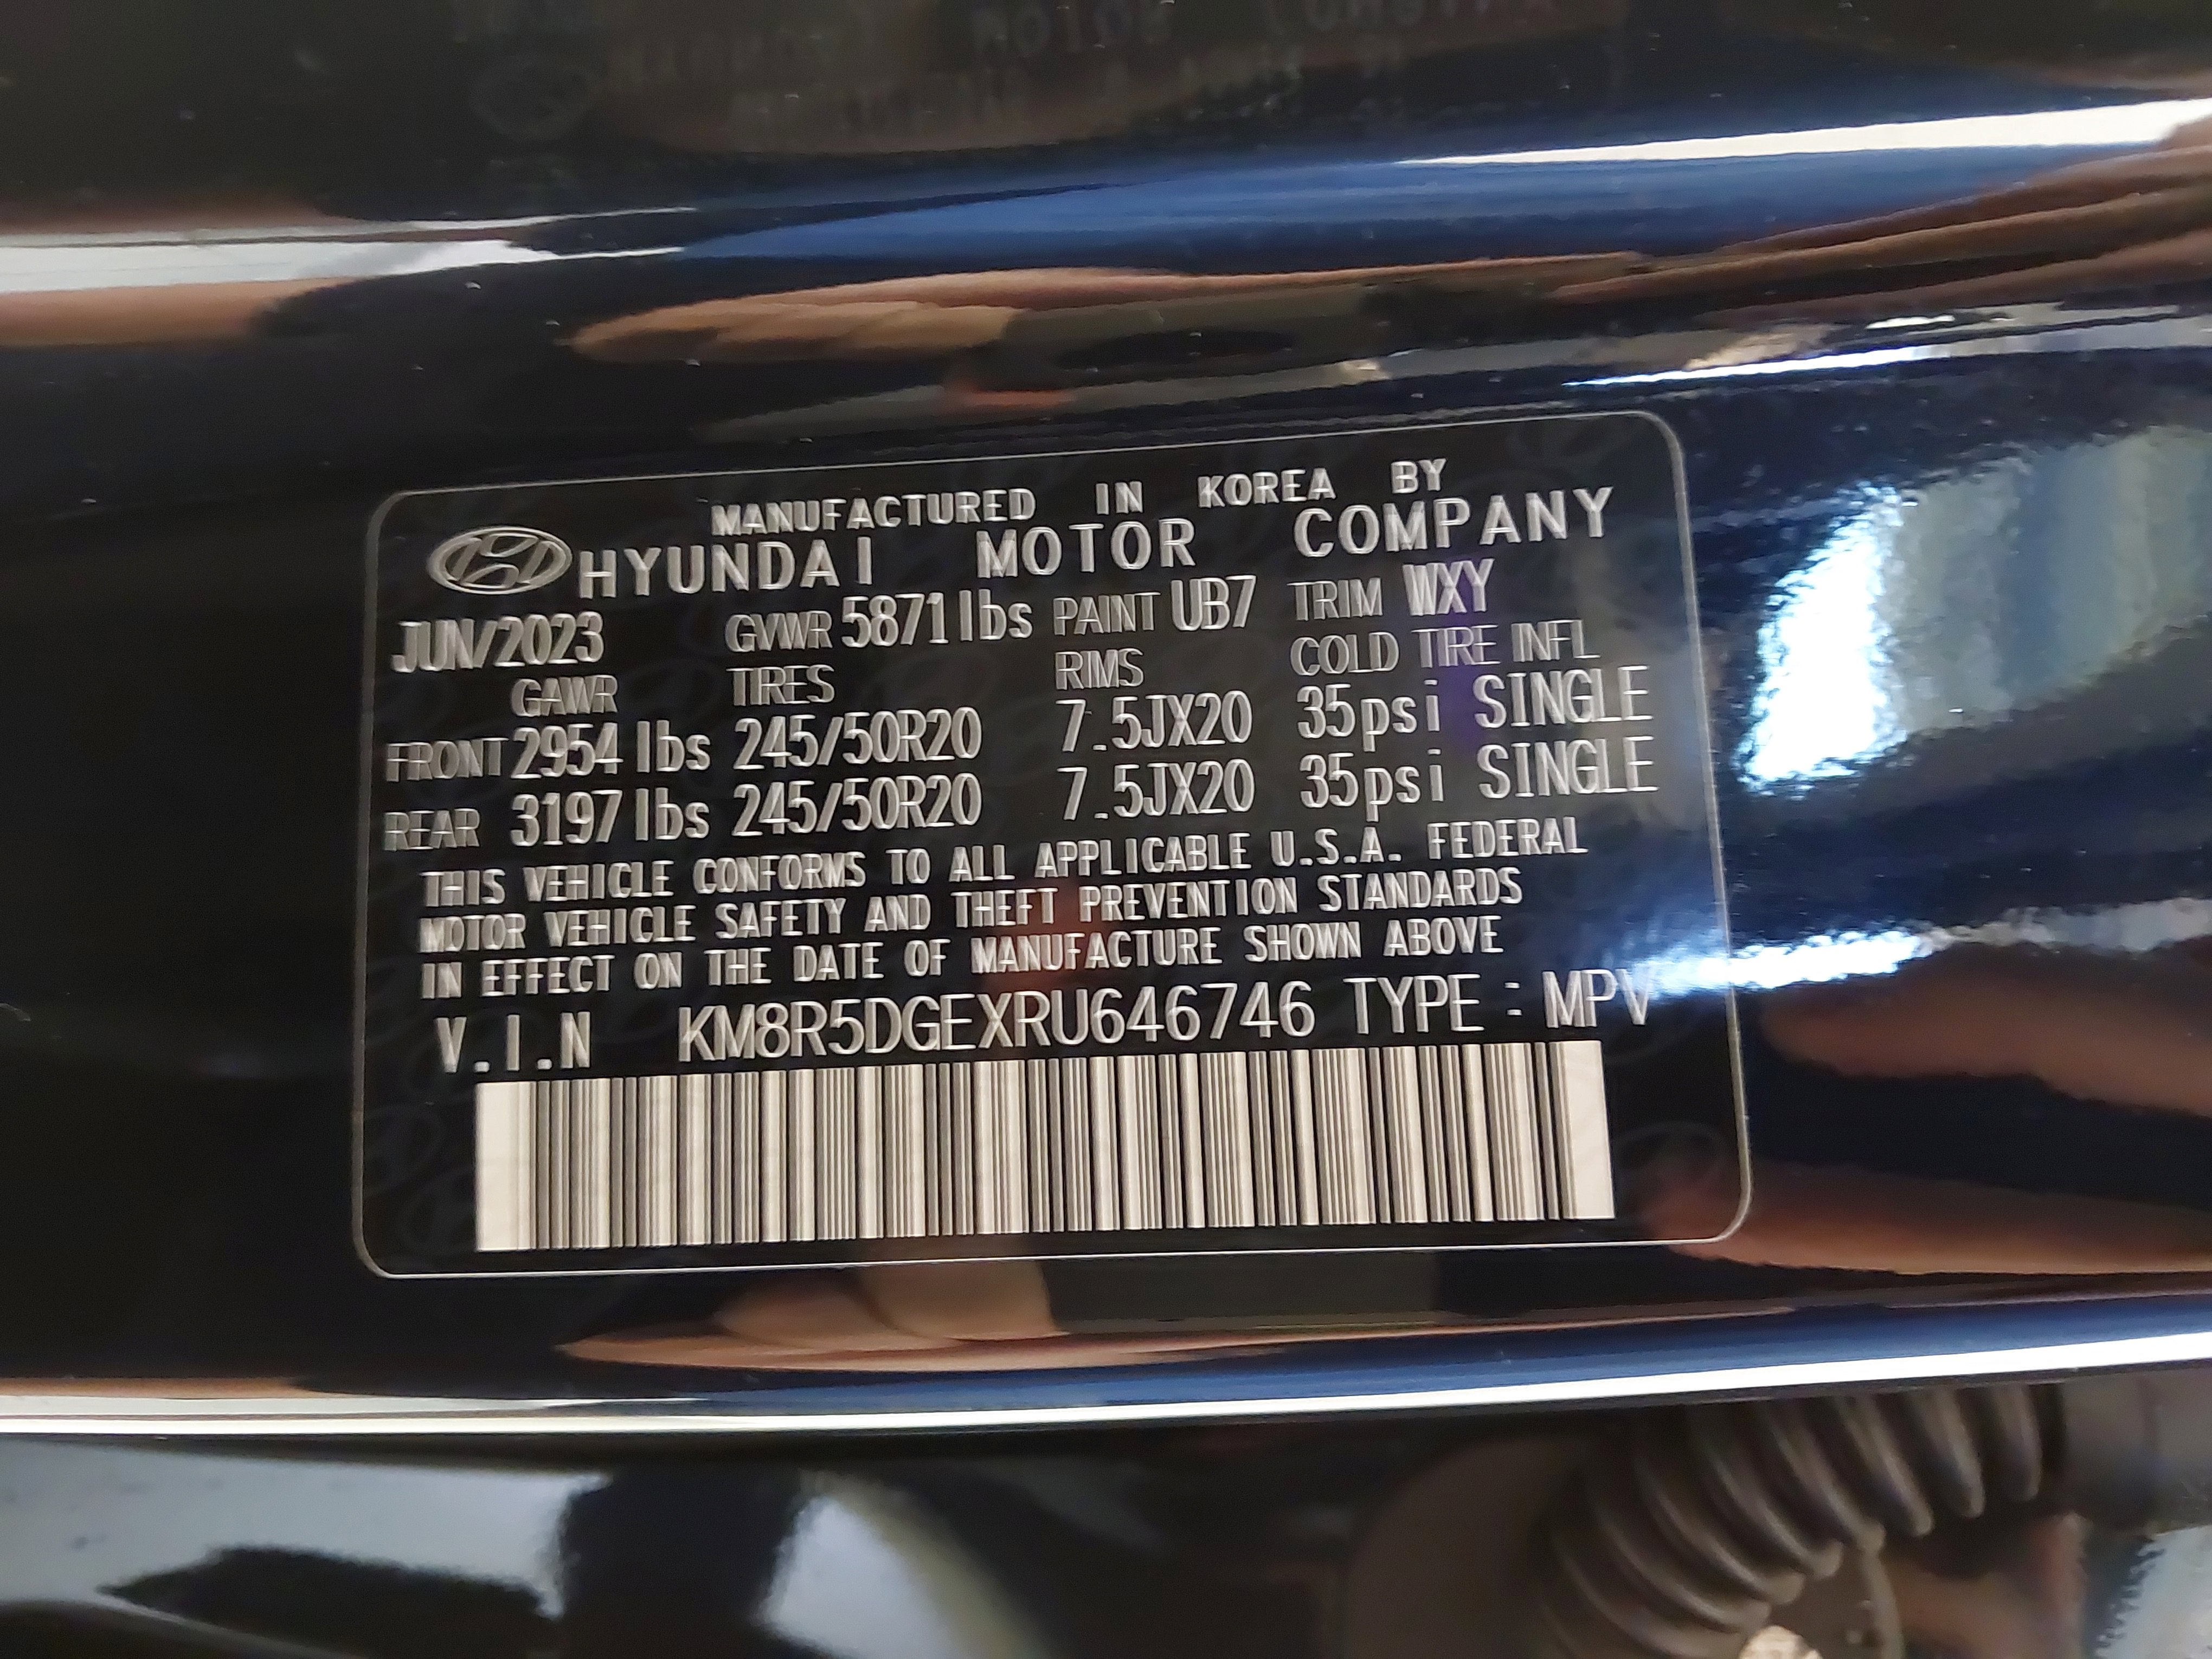 MANUFACTURED IN KOREA BY
HYUNDAI MOTOR COMPANY
JUN/2023 GVWR 5871 lbs PAINT UB7 TRIM WXY
GAWR TIRES RIMS COLD TIRE INFL
FRONT 2954 lbs 245/50R20 7.5JX20 35psi SINGLE
REAR 3197 lbs 245/50R20 7.5JX20 35psi SINGLE
THIS VEHICLE CONFORMS TO ALL APPLICABLE U.S.A. FEDERAL
MOTOR VEHICLE SAFETY AND THEFT PREVENTION STANDARDS
IN EFFECT ON THE DATE OF MANUFACTURE SHOWN ABOVE
V.I.N KM8R5DGEXRU646746 TYPE : MPV